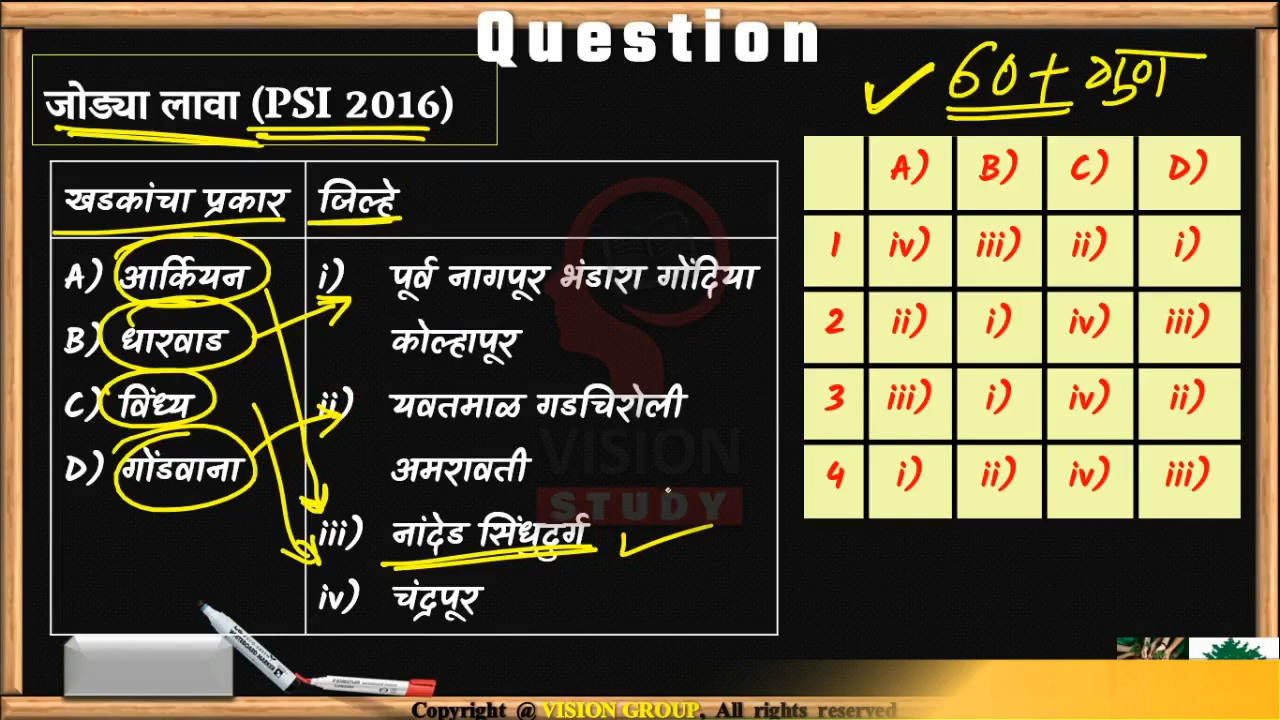 Question
60+ गुण
जोड्या लावा (PSI 2016)
खडकांचा प्रकार जिल्हे
A) आर्कियन i) पूर्व नागपूर भंडारा गोंदिया
B) धारवाड कोल्हापूर
C) विंध्य ii) यवतमाळ गडचिरोली
D) गोंडवाना अमरावती
iii) नांदेड सिंधुदुर्ग
iv) चंद्रपूर
A) B) C) D)
1 iv) iii) ii) i)
2 ii) i) iv) iii)
3 iii) i) iv) ii)
4 i) ii) iv) iii)
VISION
STUDY
Copyright @ VISION GROUP, All rights reserved